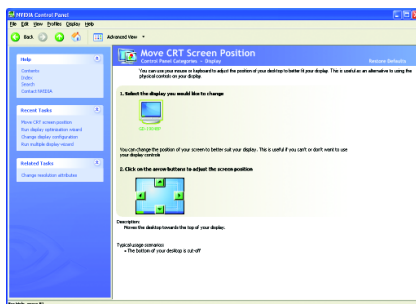 NVIDIA Control Panel
File Edit View Profiles Display Help
Back Advanced View
Help
Contents
Index
Search
Contact NVIDIA
Recent Tasks
Move CRT screen position
Run display optimization wizard
Change display configuration
Run multiple display wizard
Related Tasks
Change resolution attributes
Move CRT Screen Position
Control Panel Categories - Display
Restore Defaults
You can use your mouse or keyboard to adjust the position of your desktop to better fit your display. This is useful as an alternative to using the
physical controls on your display.
1. Select the display you would like to change
You can change the position of your screen to better suit your display. This is useful if you can't or don't want to use
your display controls
2. Click on the arrow buttons to adjust the screen position
Description:
Moves the desktop towards the top of your display.
Typical usage scenarios
• The bottom of your desktop is cut-off